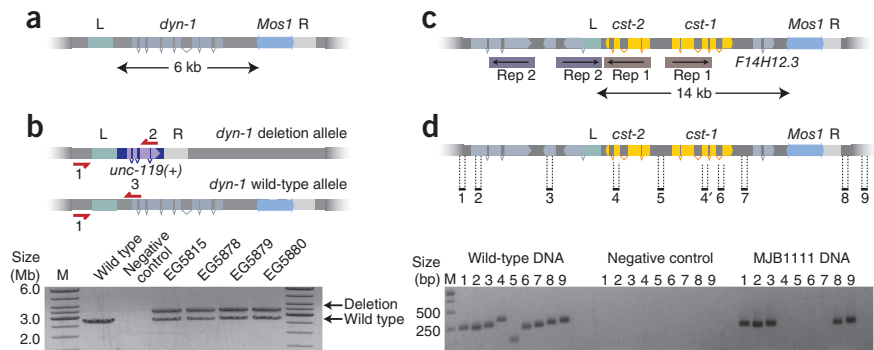 a
L dyn-1 Mos1 R
6 kb
b
L 2 R dyn-1 deletion allele
1 unc-119(+)
3 dyn-1 wild-type allele
1
Size (Mb) M Wild type Negative control EG5815 EG5878 EG5879 EG5880
6.0
3.0
2.0
Deletion
Wild type
c
L cst-2 cst-1 Mos1 R
F14H12.3
Rep 2 Rep 2 Rep 1 Rep 1
14 kb
d
L cst-2 cst-1 Mos1 R
1 2 3 4 5 4′ 6 7 8 9
Wild-type DNA Negative control MJB1111 DNA
Size (bp) M 1 2 3 4 5 6 7 8 9 1 2 3 4 5 6 7 8 9 1 2 3 4 5 6 7 8 9
500
250